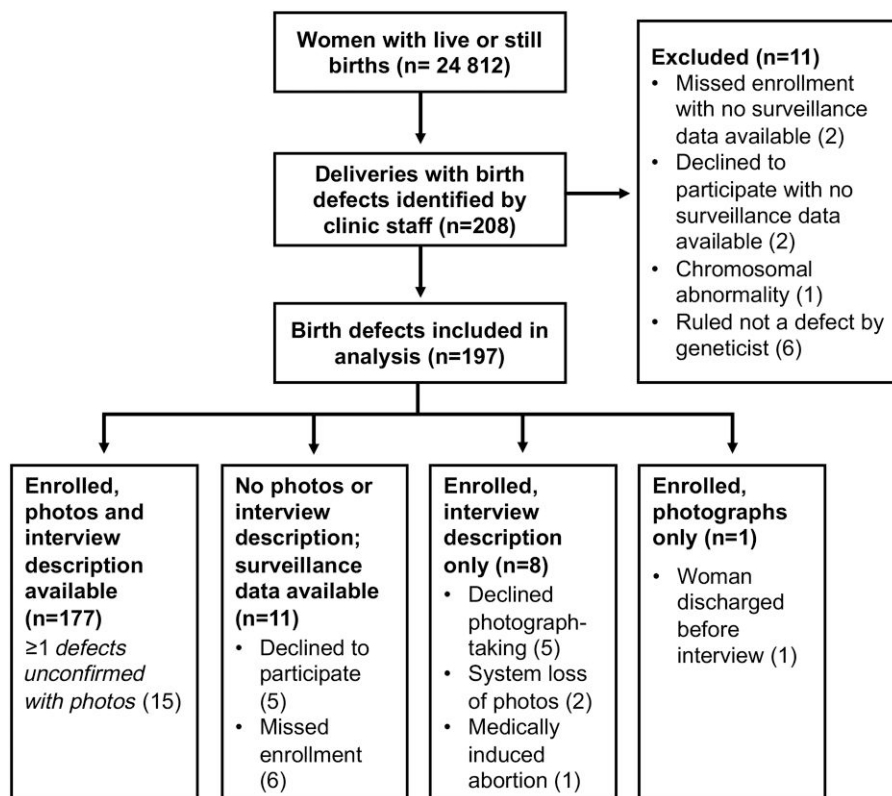 Women with live or still
births (n= 24 812)
Excluded (n=11)
• Missed enrollment
with no surveillance
data available (2)
• Declined to
participate with no
surveillance data
available (2)
• Chromosomal
abnormality (1)
• Ruled not a defect by
geneticist (6)
Deliveries with birth
defects identified by
clinic staff (n=208)
Birth defects included in
analysis (n=197)
Enrolled,
photos and
interview
description
available
(n=177)
≥1 defects
unconfirmed
with photos (15)
No photos or
interview
description;
surveillance
data available
(n=11)
• Declined to
participate
(5)
• Missed
enrollment
(6)
Enrolled,
interview
description
only (n=8)
• Declined
photograph-
taking (5)
• System loss
of photos (2)
• Medically
induced
abortion (1)
Enrolled,
photographs
only (n=1)
• Woman
discharged
before
interview (1)